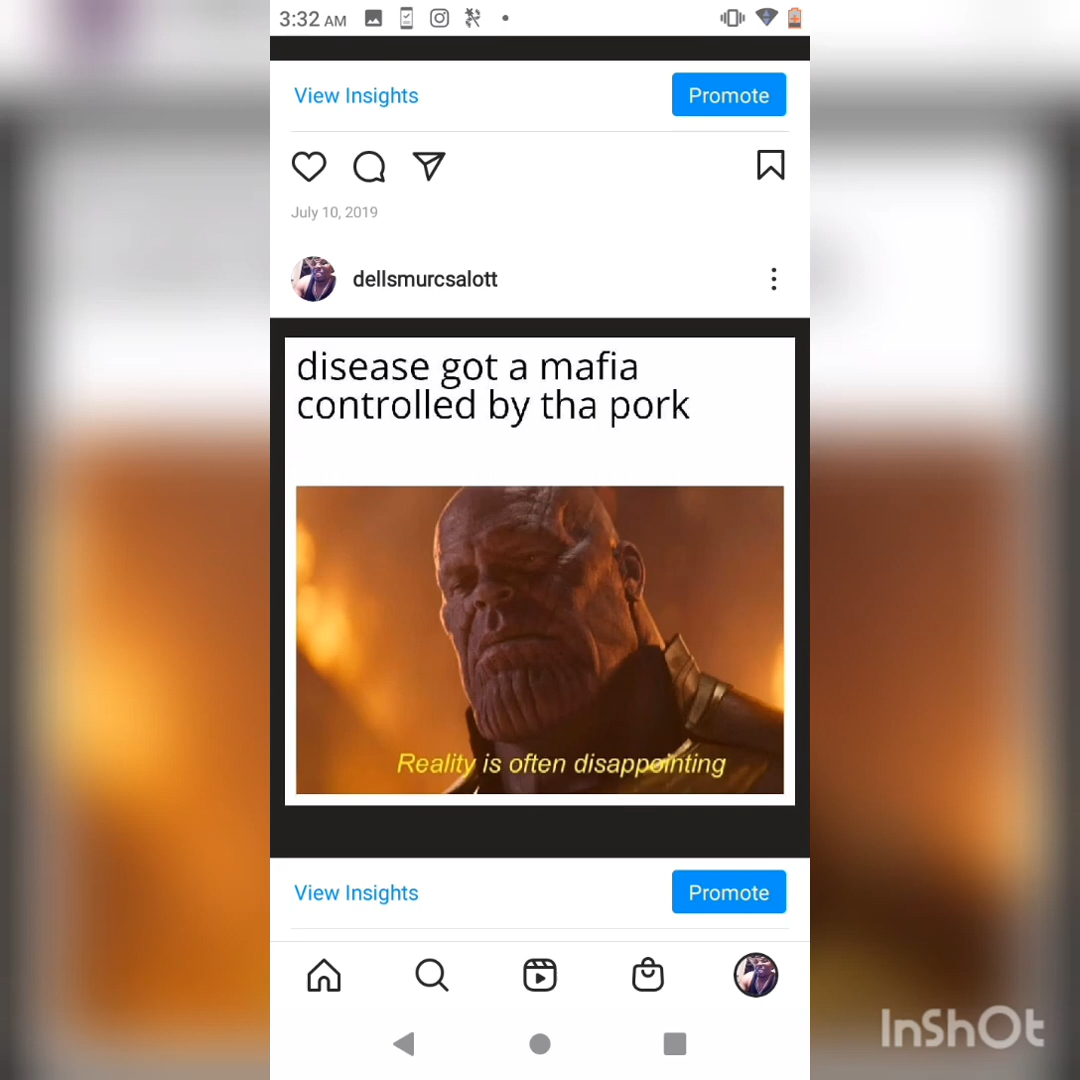 3:32 AM
View Insights
Promote
July 10, 2019
dellsmurcsalott
disease got a mafia
controlled by tha pork
Reality is often disappointing
View Insights
Promote
InShOt